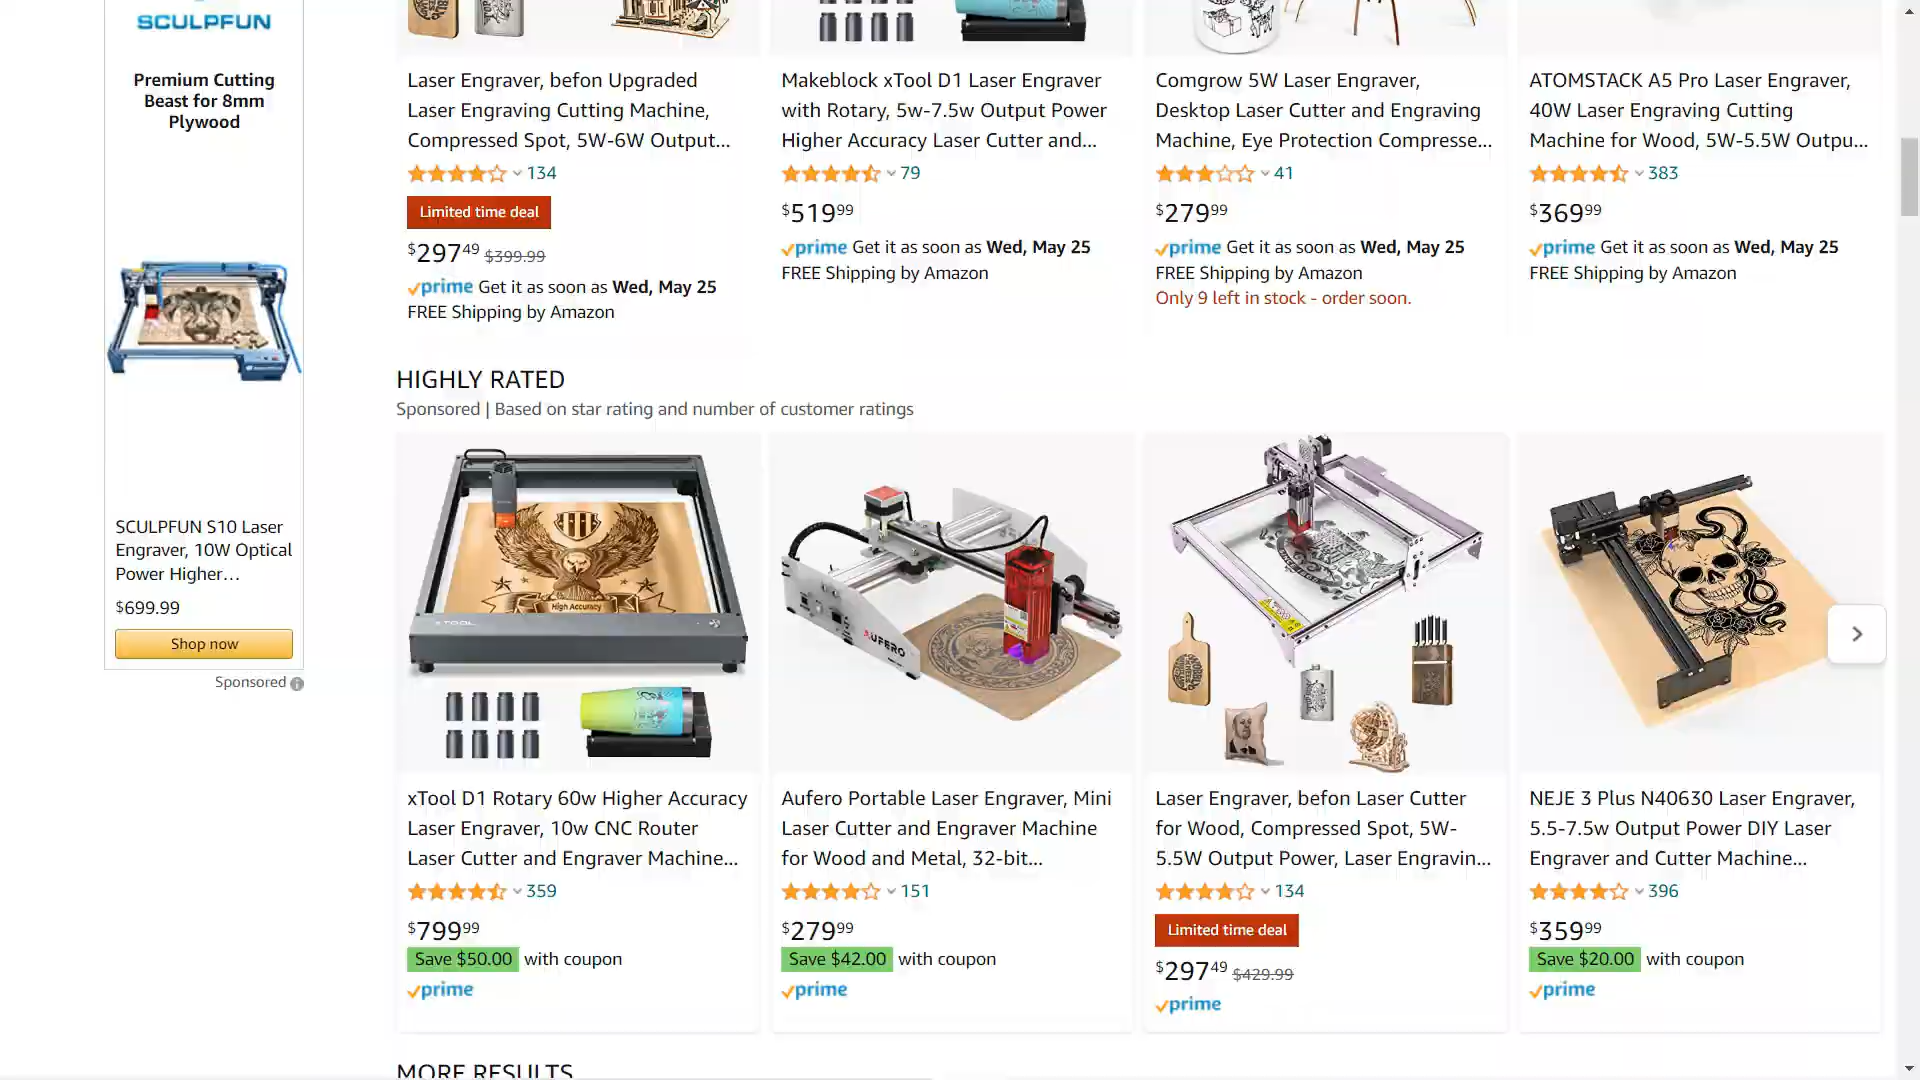 SCULPFUN
Premium Cutting
Beast for 8mm
Plywood
SCULPFUN S10 Laser
Engraver, 10W Optical
Power Higher…
$699.99
Shop now
Sponsored
Laser Engraver, befon Upgraded
Laser Engraving Cutting Machine,
Compressed Spot, 5W-6W Output...
134
Limited time deal
$297.49 $399.99
prime Get it as soon as Wed, May 25
FREE Shipping by Amazon
Makeblock xTool D1 Laser Engraver
with Rotary, 5w-7.5w Output Power
Higher Accuracy Laser Cutter and...
79
$519.99
prime Get it as soon as Wed, May 25
FREE Shipping by Amazon
Comgrow 5W Laser Engraver,
Desktop Laser Cutter and Engraving
Machine, Eye Protection Compresse...
41
$279.99
prime Get it as soon as Wed, May 25
FREE Shipping by Amazon
Only 9 left in stock - order soon.
ATOMSTACK A5 Pro Laser Engraver,
40W Laser Engraving Cutting
Machine for Wood, 5W-5.5W Outpu...
383
$369.99
prime Get it as soon as Wed, May 25
FREE Shipping by Amazon
HIGHLY RATED
Sponsored | Based on star rating and number of customer ratings
High Accuracy
xTOOL
AUFERO
xTool D1 Rotary 60w Higher Accuracy
Laser Engraver, 10w CNC Router
Laser Cutter and Engraver Machine...
359
$799.99
Save $50.00 with coupon
prime
Aufero Portable Laser Engraver, Mini
Laser Cutter and Engraver Machine
for Wood and Metal, 32-bit...
151
$279.99
Save $42.00 with coupon
prime
Laser Engraver, befon Laser Cutter
for Wood, Compressed Spot, 5W-
5.5W Output Power, Laser Engravin...
134
Limited time deal
$297.49 $429.99
prime
NEJE 3 Plus N40630 Laser Engraver,
5.5-7.5w Output Power DIY Laser
Engraver and Cutter Machine...
396
$359.99
Save $20.00 with coupon
prime
MORE RESULTS